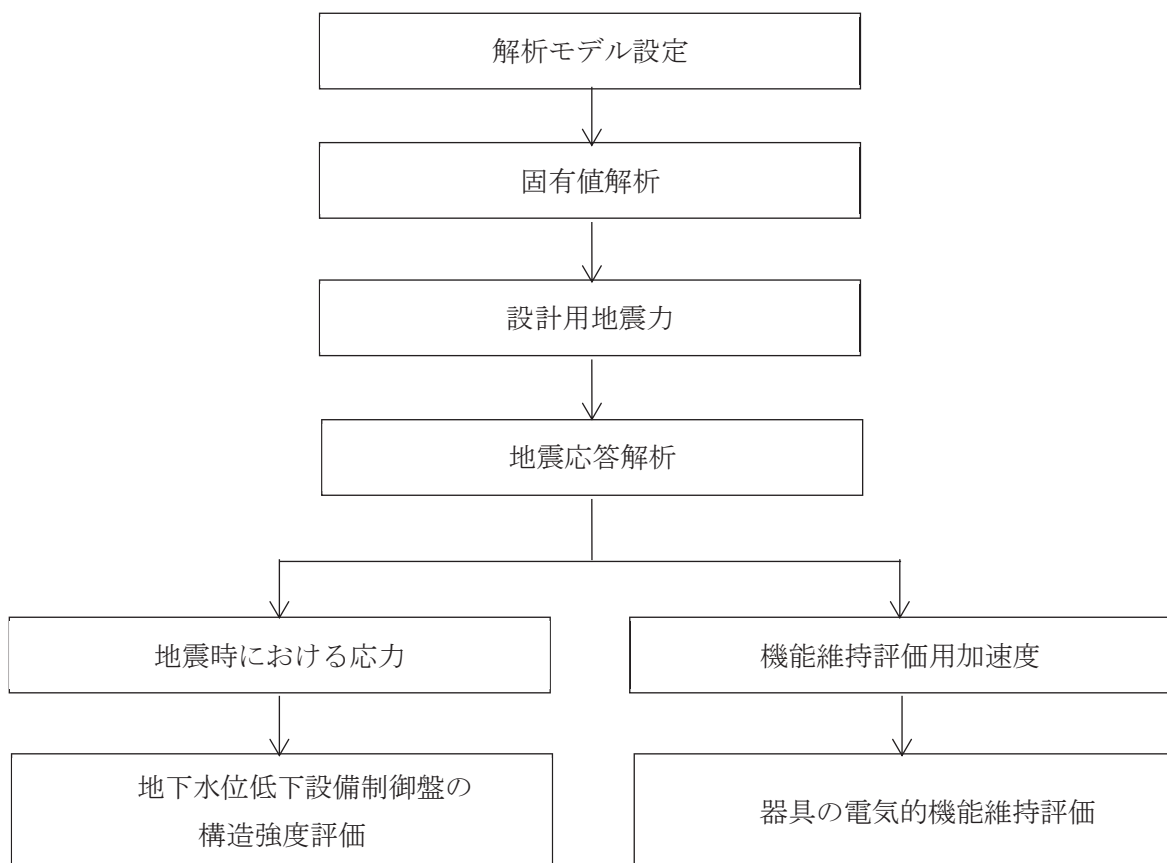 解析モデル設定
固有値解析
設計用地震力
地震応答解析
地震時における応力
機能維持評価用加速度
地下水位低下設備制御盤の
構造強度評価
器具の電気的機能維持評価